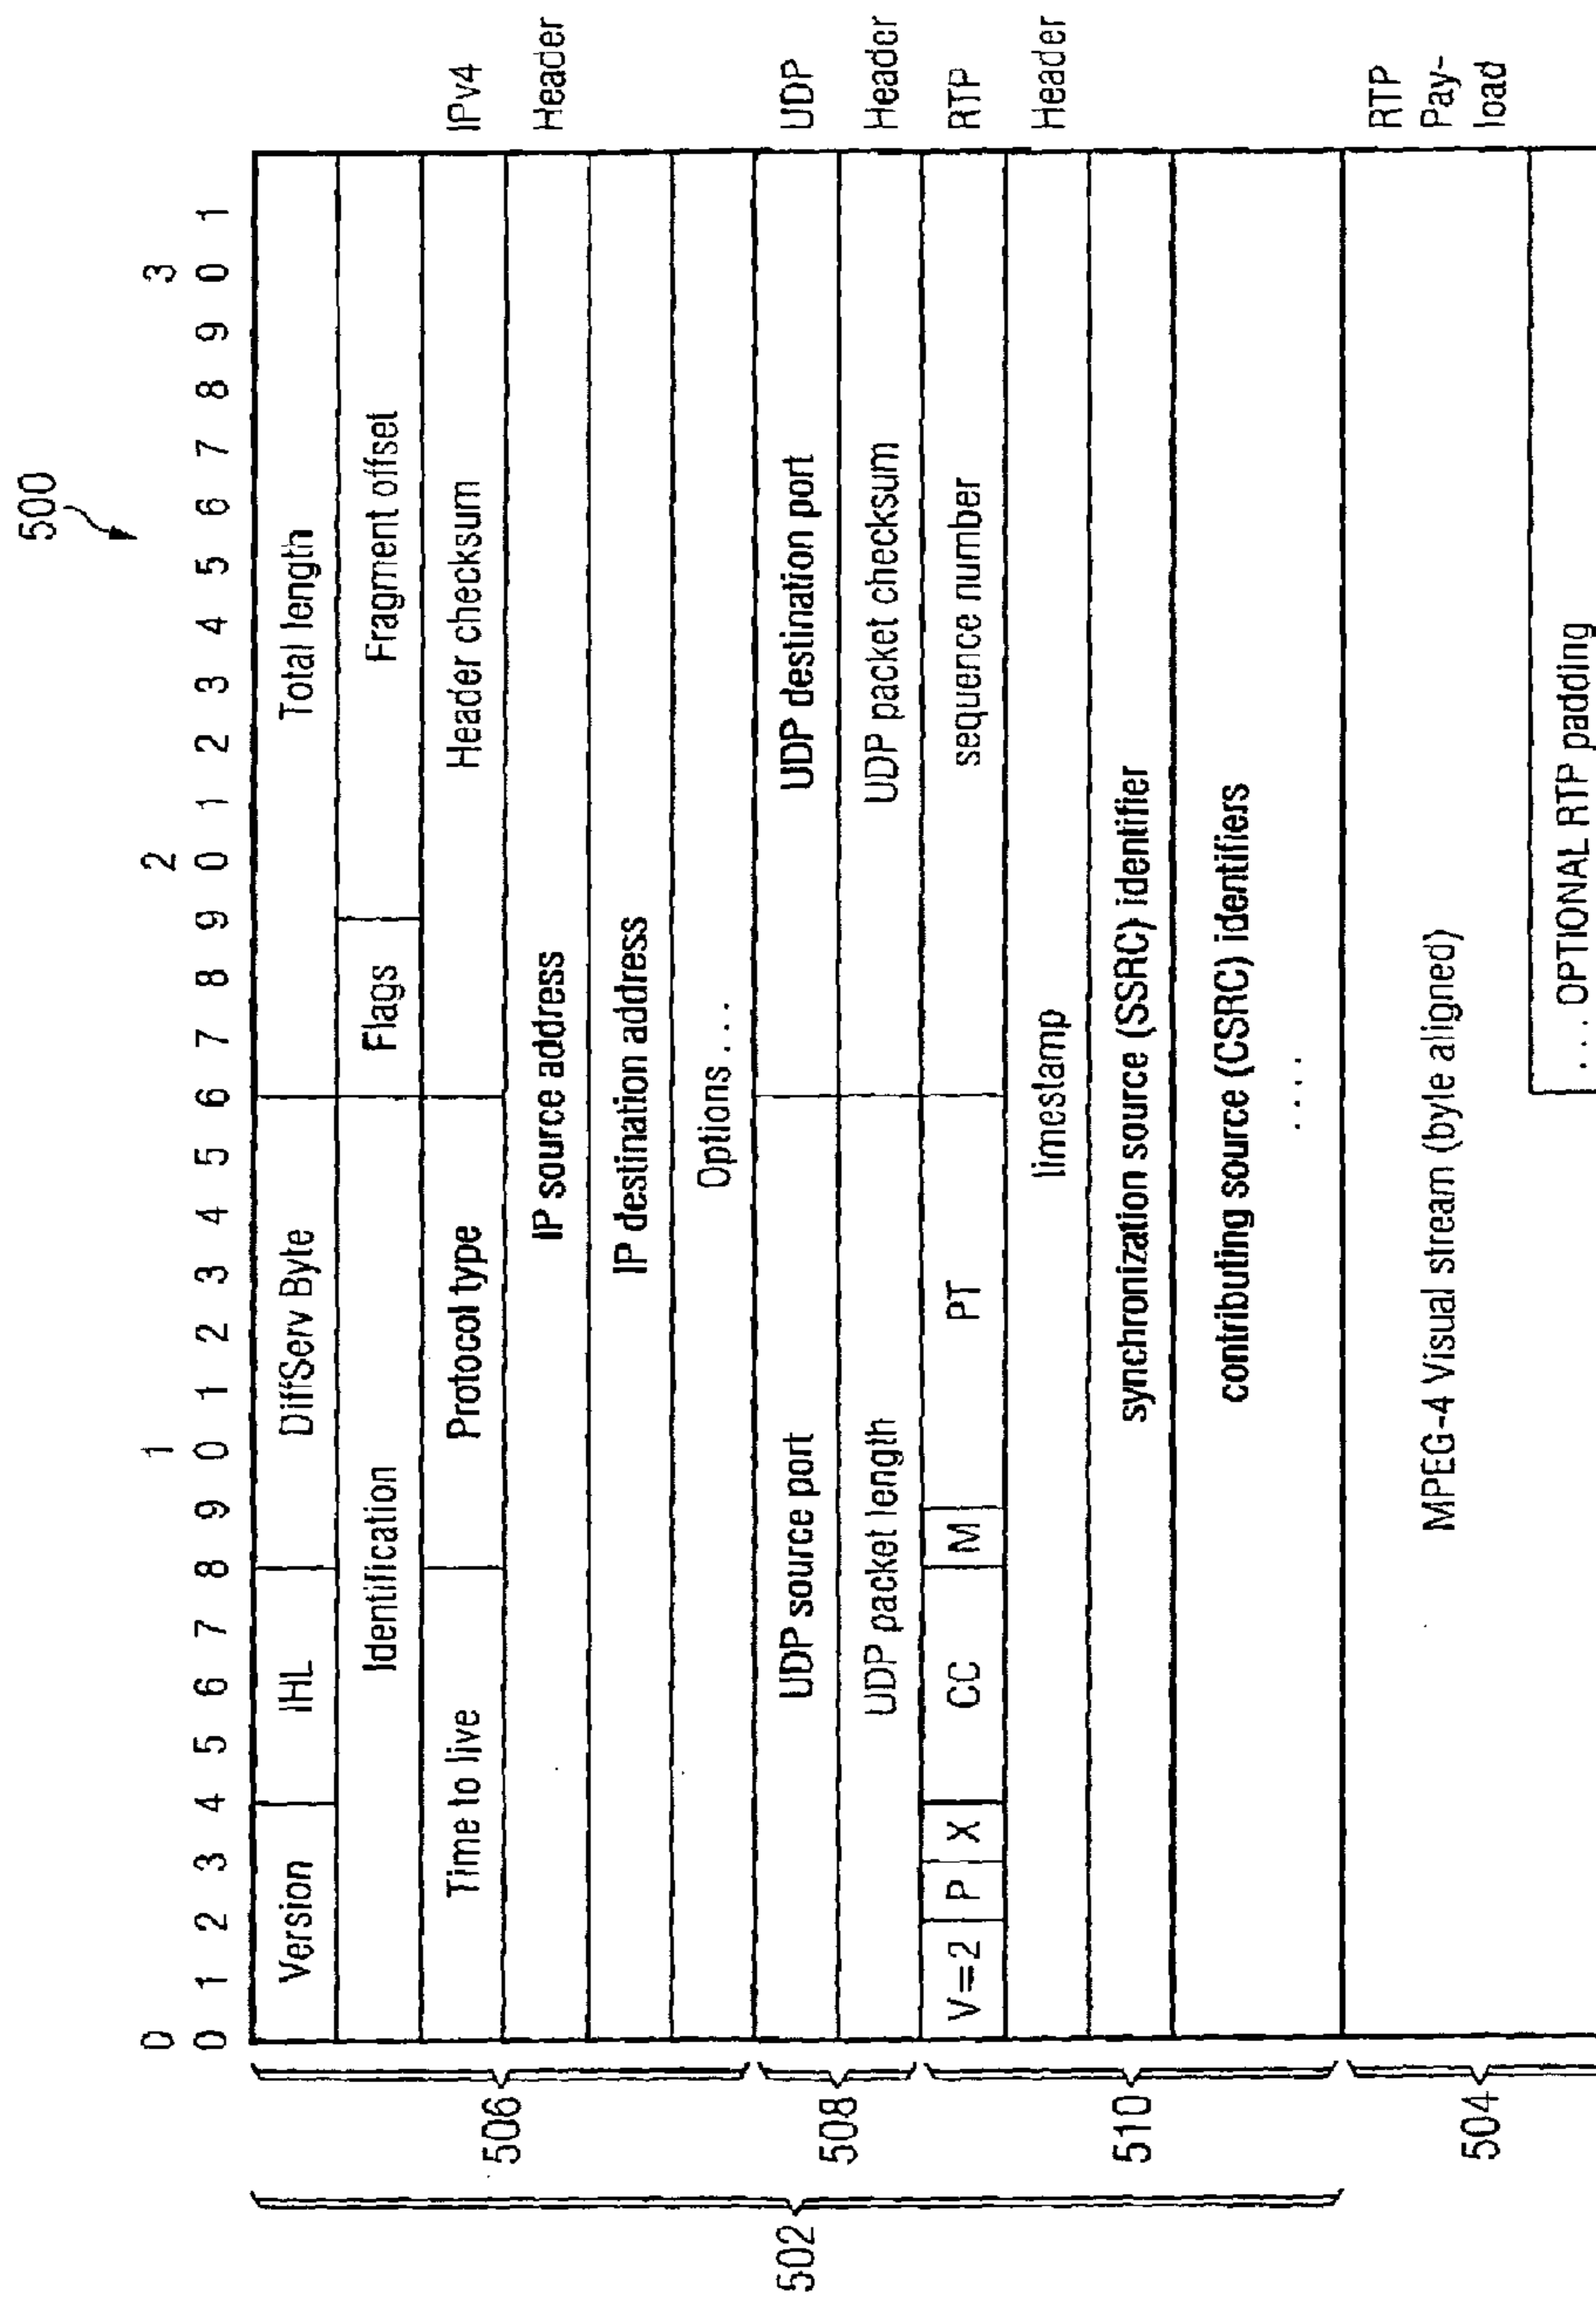 500
0 1 2 3
0 1 2 3 4 5 6 7 8 9 0 1 2 3 4 5 6 7 8 9 0 1 2 3 4 5 6 7 8 9 0 1
Version IHL DiffServ Byte Total length
Identification Flags Fragment offset
Time to live Protocol type Header checksum
IP source address
IP destination address
Options...
IPv4
Header
UDP source port UDP destination port
UDP packet length UDP packet checksum
UDP
Header
V=2 P X CC M PT sequence number
timestamp
synchronization source (SSRC) identifier
contributing source (CSRC) identifiers
....
RTP
Header
MPEG-4 Visual stream (byte aligned)
...OPTIONAL RTP padding
RTP
Pay-
load
506
508
510
504
502